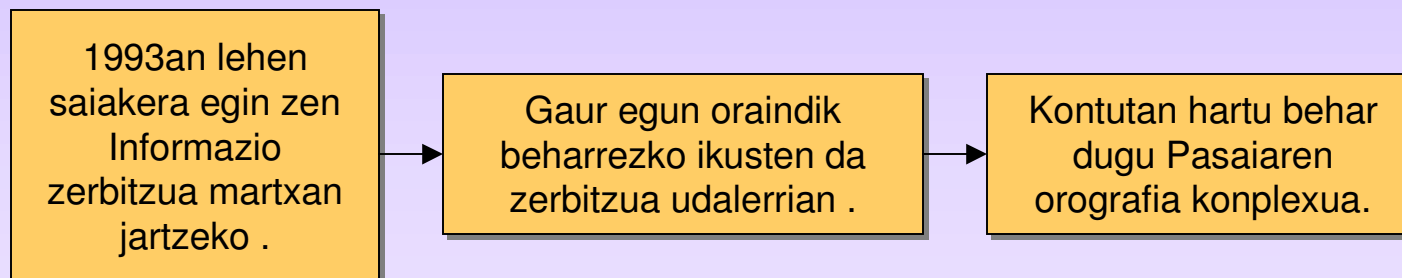 1993an lehen
saiakera egin zen
Informazio
zerbitzua martxan
jartzeko .
Gaur egun oraindik
beharrezko ikusten da
zerbitzua udalerrian .
Kontutan hartu behar
dugu Pasaiaren
orografia konplexua.